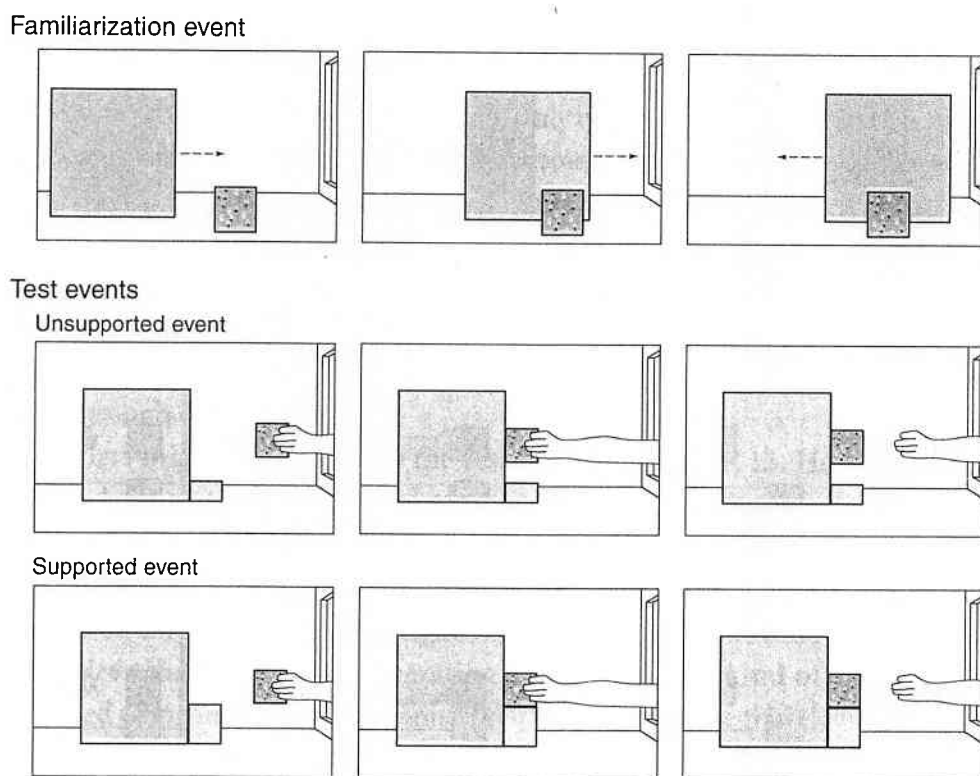 Familiarization event
Test events
Unsupported event
Supported event